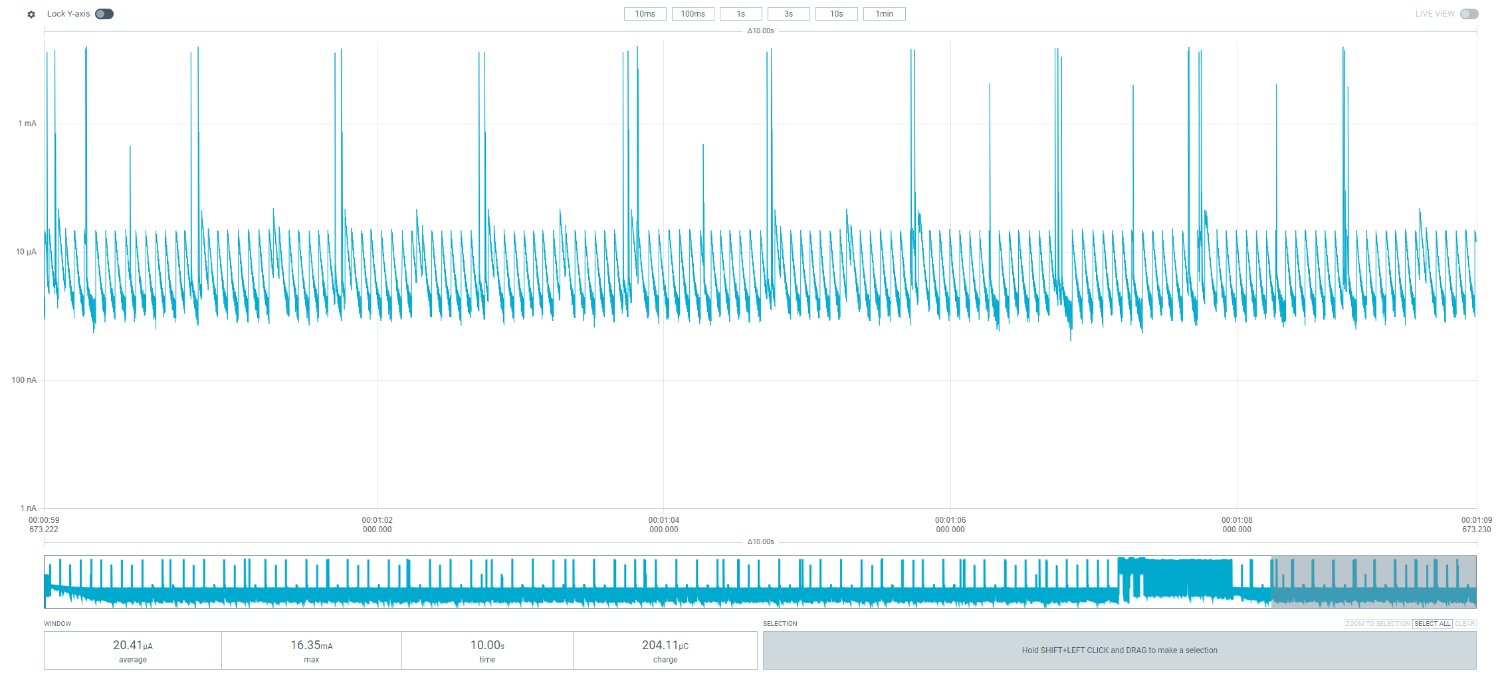 Lock Y-axis
10ms 100ms 1s 3s 10s 1min
LIVE VIEW
Δ10.00s
1 mA
10 µA
100 nA
1 nA
00:00:59 00:01:02 00:01:04 00:01:06 00:01:08 00:01:09
673.222 000.000 000.000 000.000 000.000 673.230
Δ10.00s
WINDOW
20.41µA 16.35mA 10.00s 204.11µC
average max time charge
SELECTION
ZOOM TO SELECTION SELECT ALL CLEAR
Hold SHIFT+LEFT CLICK and DRAG to make a selection